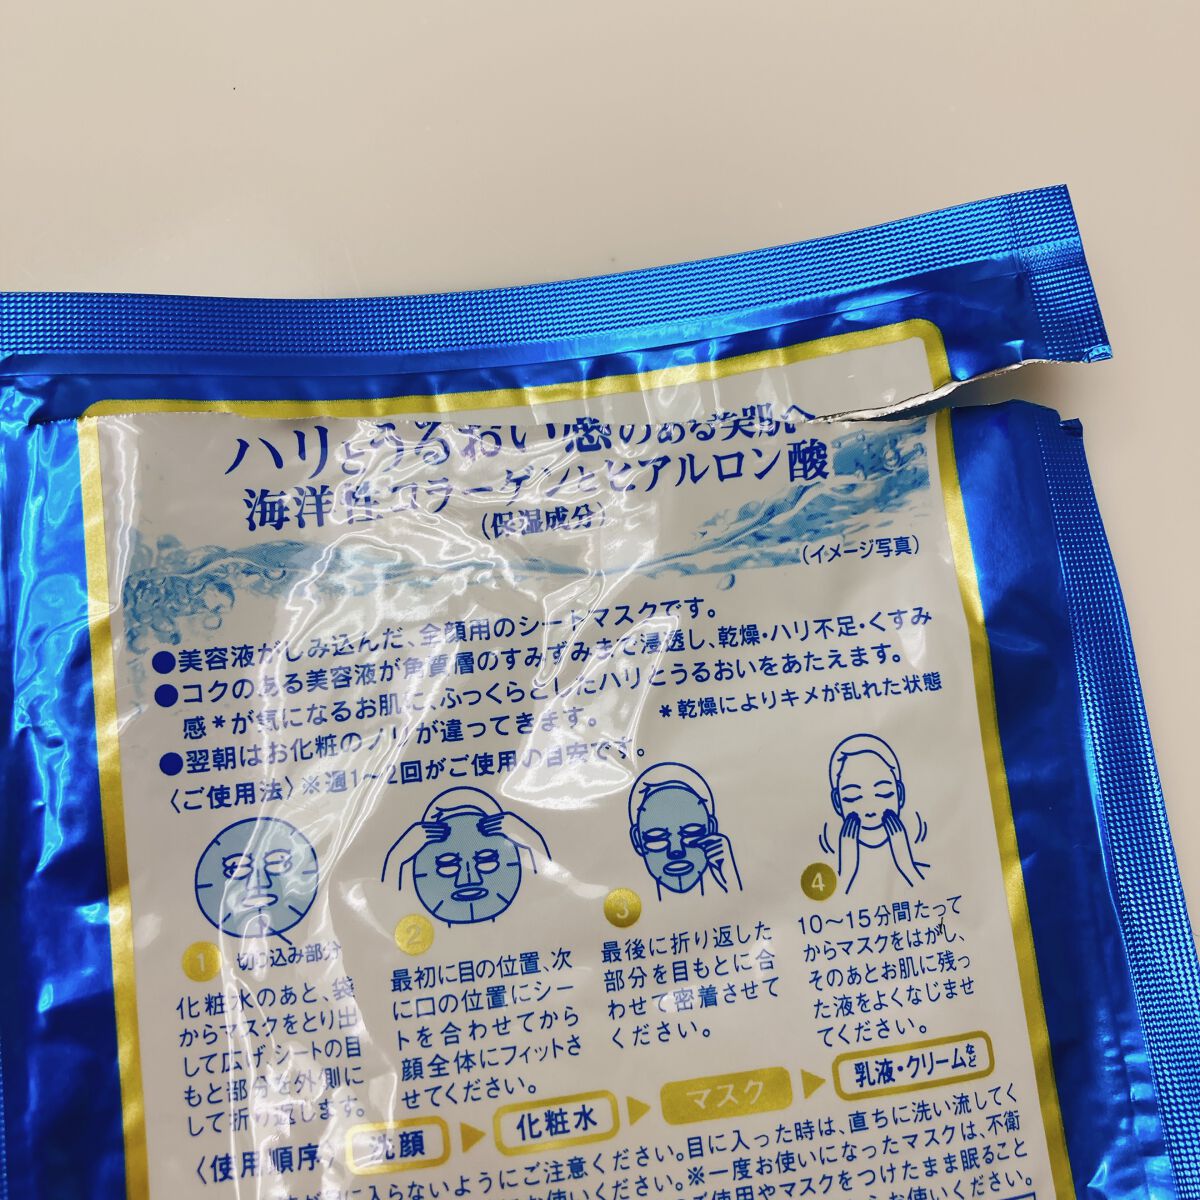 ハリとうるおい感のある美肌へ
海洋性コラーゲンとヒアルロン酸
(保湿成分)
(イメージ写真)
●美容液がしみ込んだ、全顔用のシートマスクです。
●コクのある美容液が角質層のすみずみまで浸透し、乾燥・ハリ不足・くすみ
感*が気になるお肌に、ふっくらとしたハリとうるおいをあたえます。
●翌朝はお化粧のノリが違ってきます。
*乾燥によりキメが乱れた状態
〈ご使用法〉※週1〜2回がご使用の目安です。
切り込み部分
1
化粧水のあと、袋
からマスクをとり出
して広げ、シートの目
もと部分を外側に
して折り返します。
2
最初に目の位置、次
に口の位置にシー
トを合わせてから
顔全体にフィットさ
せてください。
3
最後に折り返した
部分を目もとに合
わせて密着させて
ください。
4
10〜15分間たって
からマスクをはがし、
そのあとお肌に残っ
た液をよくなじませ
てください。
〈使用順序〉 洗顔 ▶ 化粧水 ▶ マスク ▶ 乳液・クリームなど
に入らないようにご注意ください。目に入った時は、直ちに洗い流してく
お使いください。※一度お使いになったマスクは、不衛
ご使用やマスクをつけたまま眠ること
お使いください。